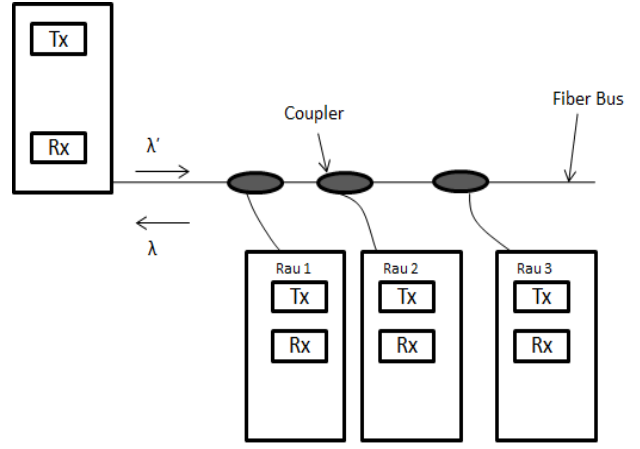 Tx
Rx
λ'
λ
Coupler
Fiber Bus
Rau 1
Tx
Rx
Rau 2
Tx
Rx
Rau 3
Tx
Rx